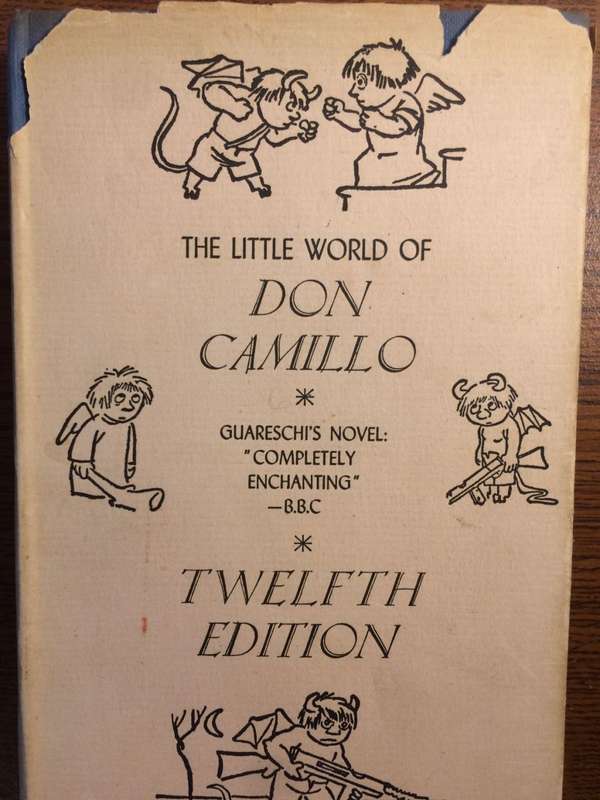 THE LITTLE WORLD OF
DON
CAMILLO
*
GUARESCHI'S NOVEL:
"COMPLETELY
ENCHANTING"
—B.B.C
*
TWELFTH
EDITION